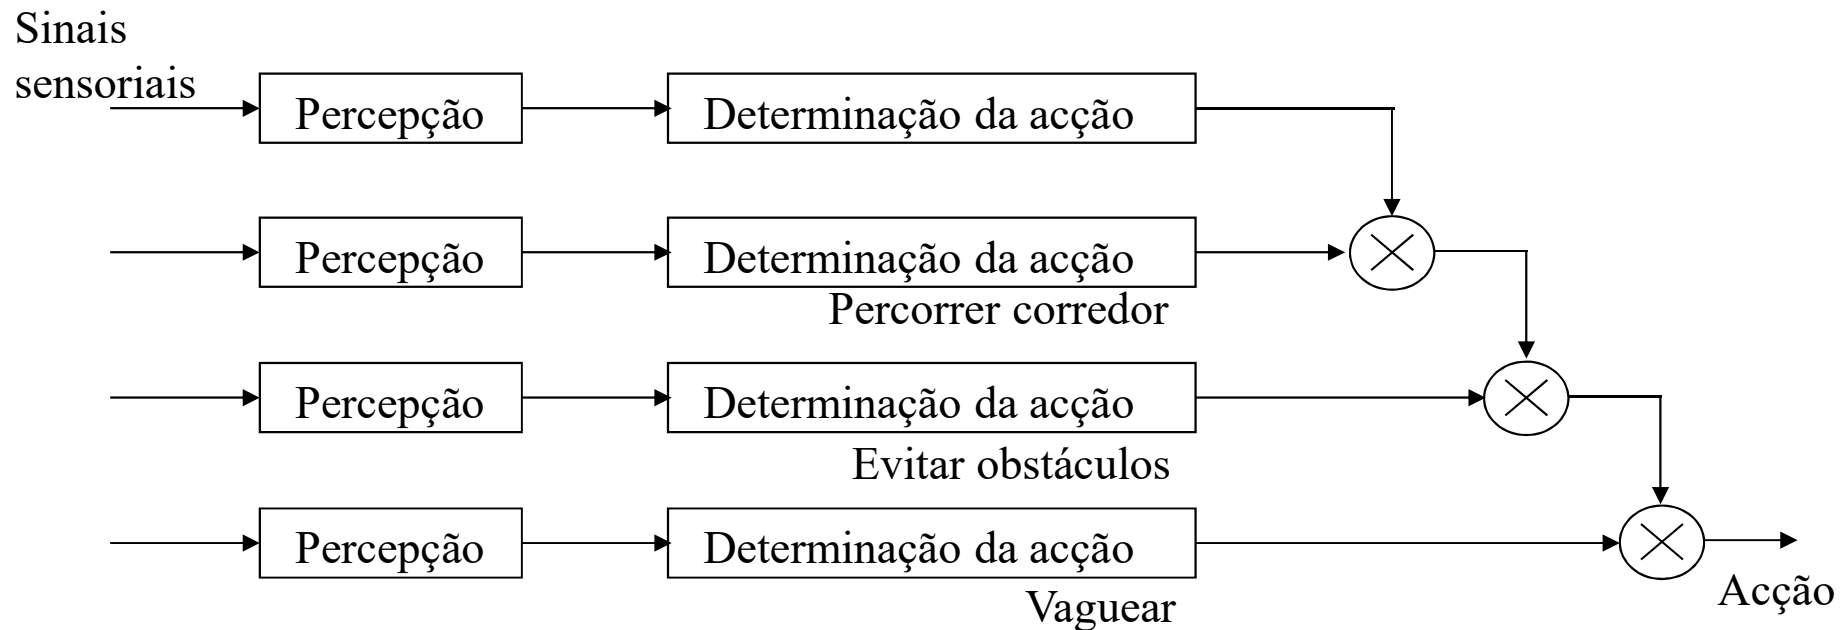 Sinais
sensoriais
Percepção
Determinação da acção
Percepção
Determinação da acção
Percorrer corredor
Percepção
Determinação da acção
Evitar obstáculos
Percepção
Determinação da acção
Vaguear
Acção